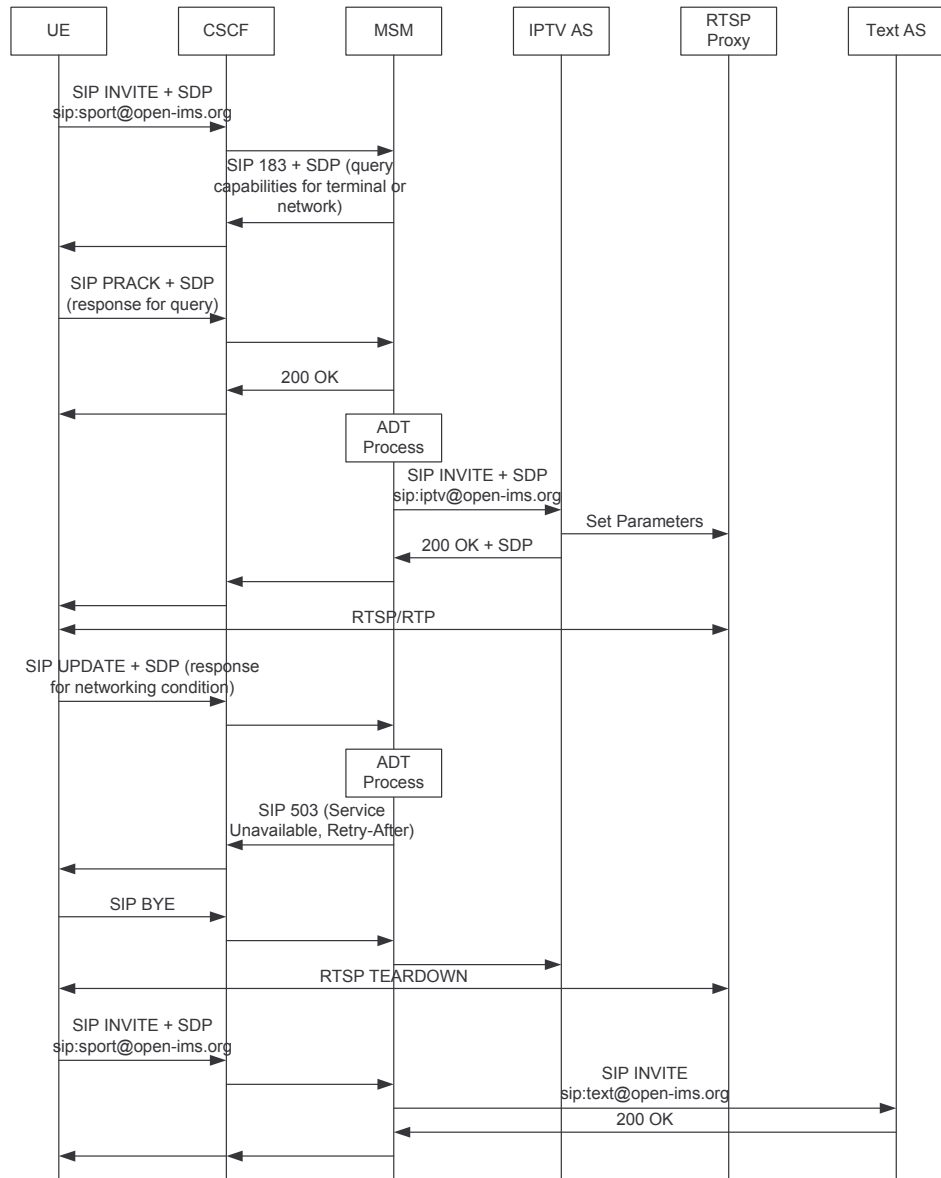 UE
CSCF
MSM
IPTV AS
RTSP
Proxy
Text AS
SIP INVITE + SDP
sip:sport@open-ims.org
SIP 183 + SDP (query
capabilities for terminal or
network)
SIP PRACK + SDP
(response for query)
200 OK
ADT
Process
SIP INVITE + SDP
sip:iptv@open-ims.org
Set Parameters
200 OK + SDP
RTSP/RTP
SIP UPDATE + SDP (response
for networking condition)
ADT
Process
SIP 503 (Service
Unavailable, Retry-After)
SIP BYE
RTSP TEARDOWN
SIP INVITE + SDP
sip:sport@open-ims.org
SIP INVITE
sip:text@open-ims.org
200 OK